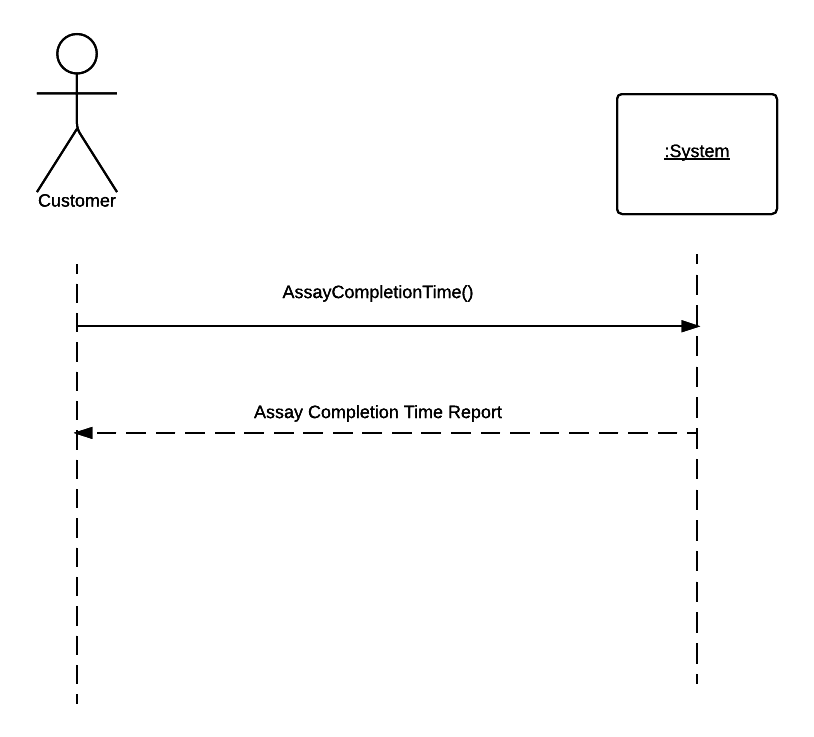 :System
Customer
AssayCompletionTime()
Assay Completion Time Report